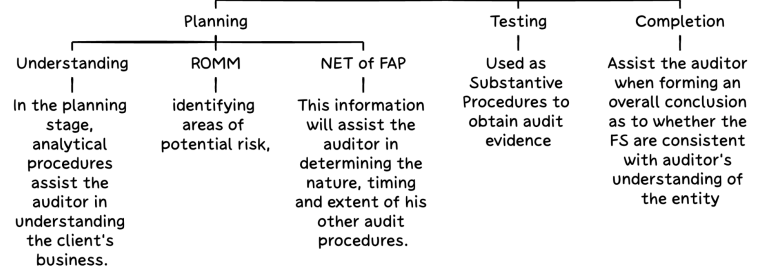 Planning
Testing
Completion
Understanding
ROMM
NET of FAP
In the planning
stage,
analytical
procedures
assist the
auditor in
understanding
the client's
business.
identifying
areas of
potential risk,
This information
will assist the
auditor in
determining the
nature, timing
and extent of his
other audit
procedures.
Used as
Substantive
Procedures to
obtain audit
evidence
Assist the auditor
when forming an
overall conclusion
as to whether the
FS are consistent
with auditor's
understanding of
the entity